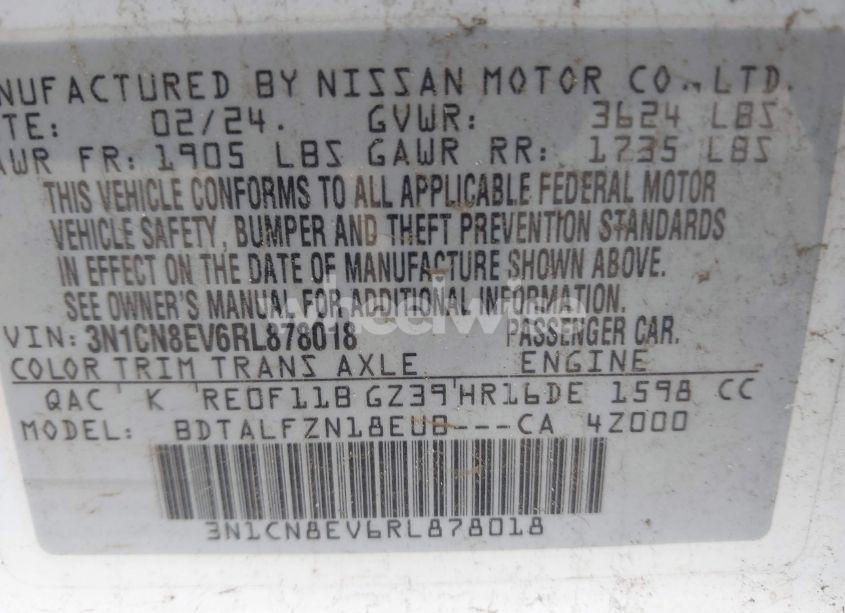 NUFACTURED BY NISSAN MOTOR CO., LTD.
TE: 02/24. GVWR: 3624 LBS
AWR FR: 1905 LBS GAWR RR: 1735 LBS
THIS VEHICLE CONFORMS TO ALL APPLICABLE FEDERAL MOTOR
VEHICLE SAFETY, BUMPER AND THEFT PREVENTION STANDARDS
IN EFFECT ON THE DATE OF MANUFACTURE SHOWN ABOVE.
SEE OWNER'S MANUAL FOR ADDITIONAL INFORMATION
wheelwise
VIN: 3N1CN8EV6RL878018 PASSENGER CAR.
COLOR TRIM TRANS AXLE ENGINE
QAC K RE0F11B GZ39 HR16DE 1598 CC
MODEL: BDTALFZN18EUB---CA 4Z000
3N1CN8EV6RL878018